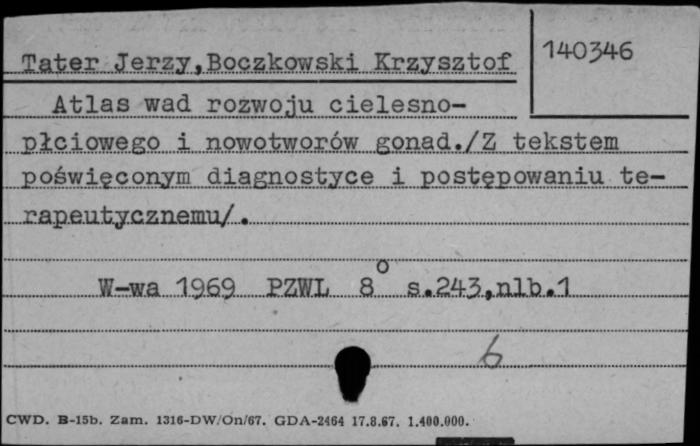 140346
Tater Jerzy,Boczkowski Krzysztof
Atlas wad rozwoju cielesno-
płciowego i nowotworów gonad./Z tekstem
poświęconym diagnostyce i postępowaniu te-
rapeutycznemu/.
W-wa 1969 PZWL 8° s.243,nlb.1
6
CWD. B-15b. Zam. 1316-DW/On/67. GDA-2464 17.8.67. 1.400.000.